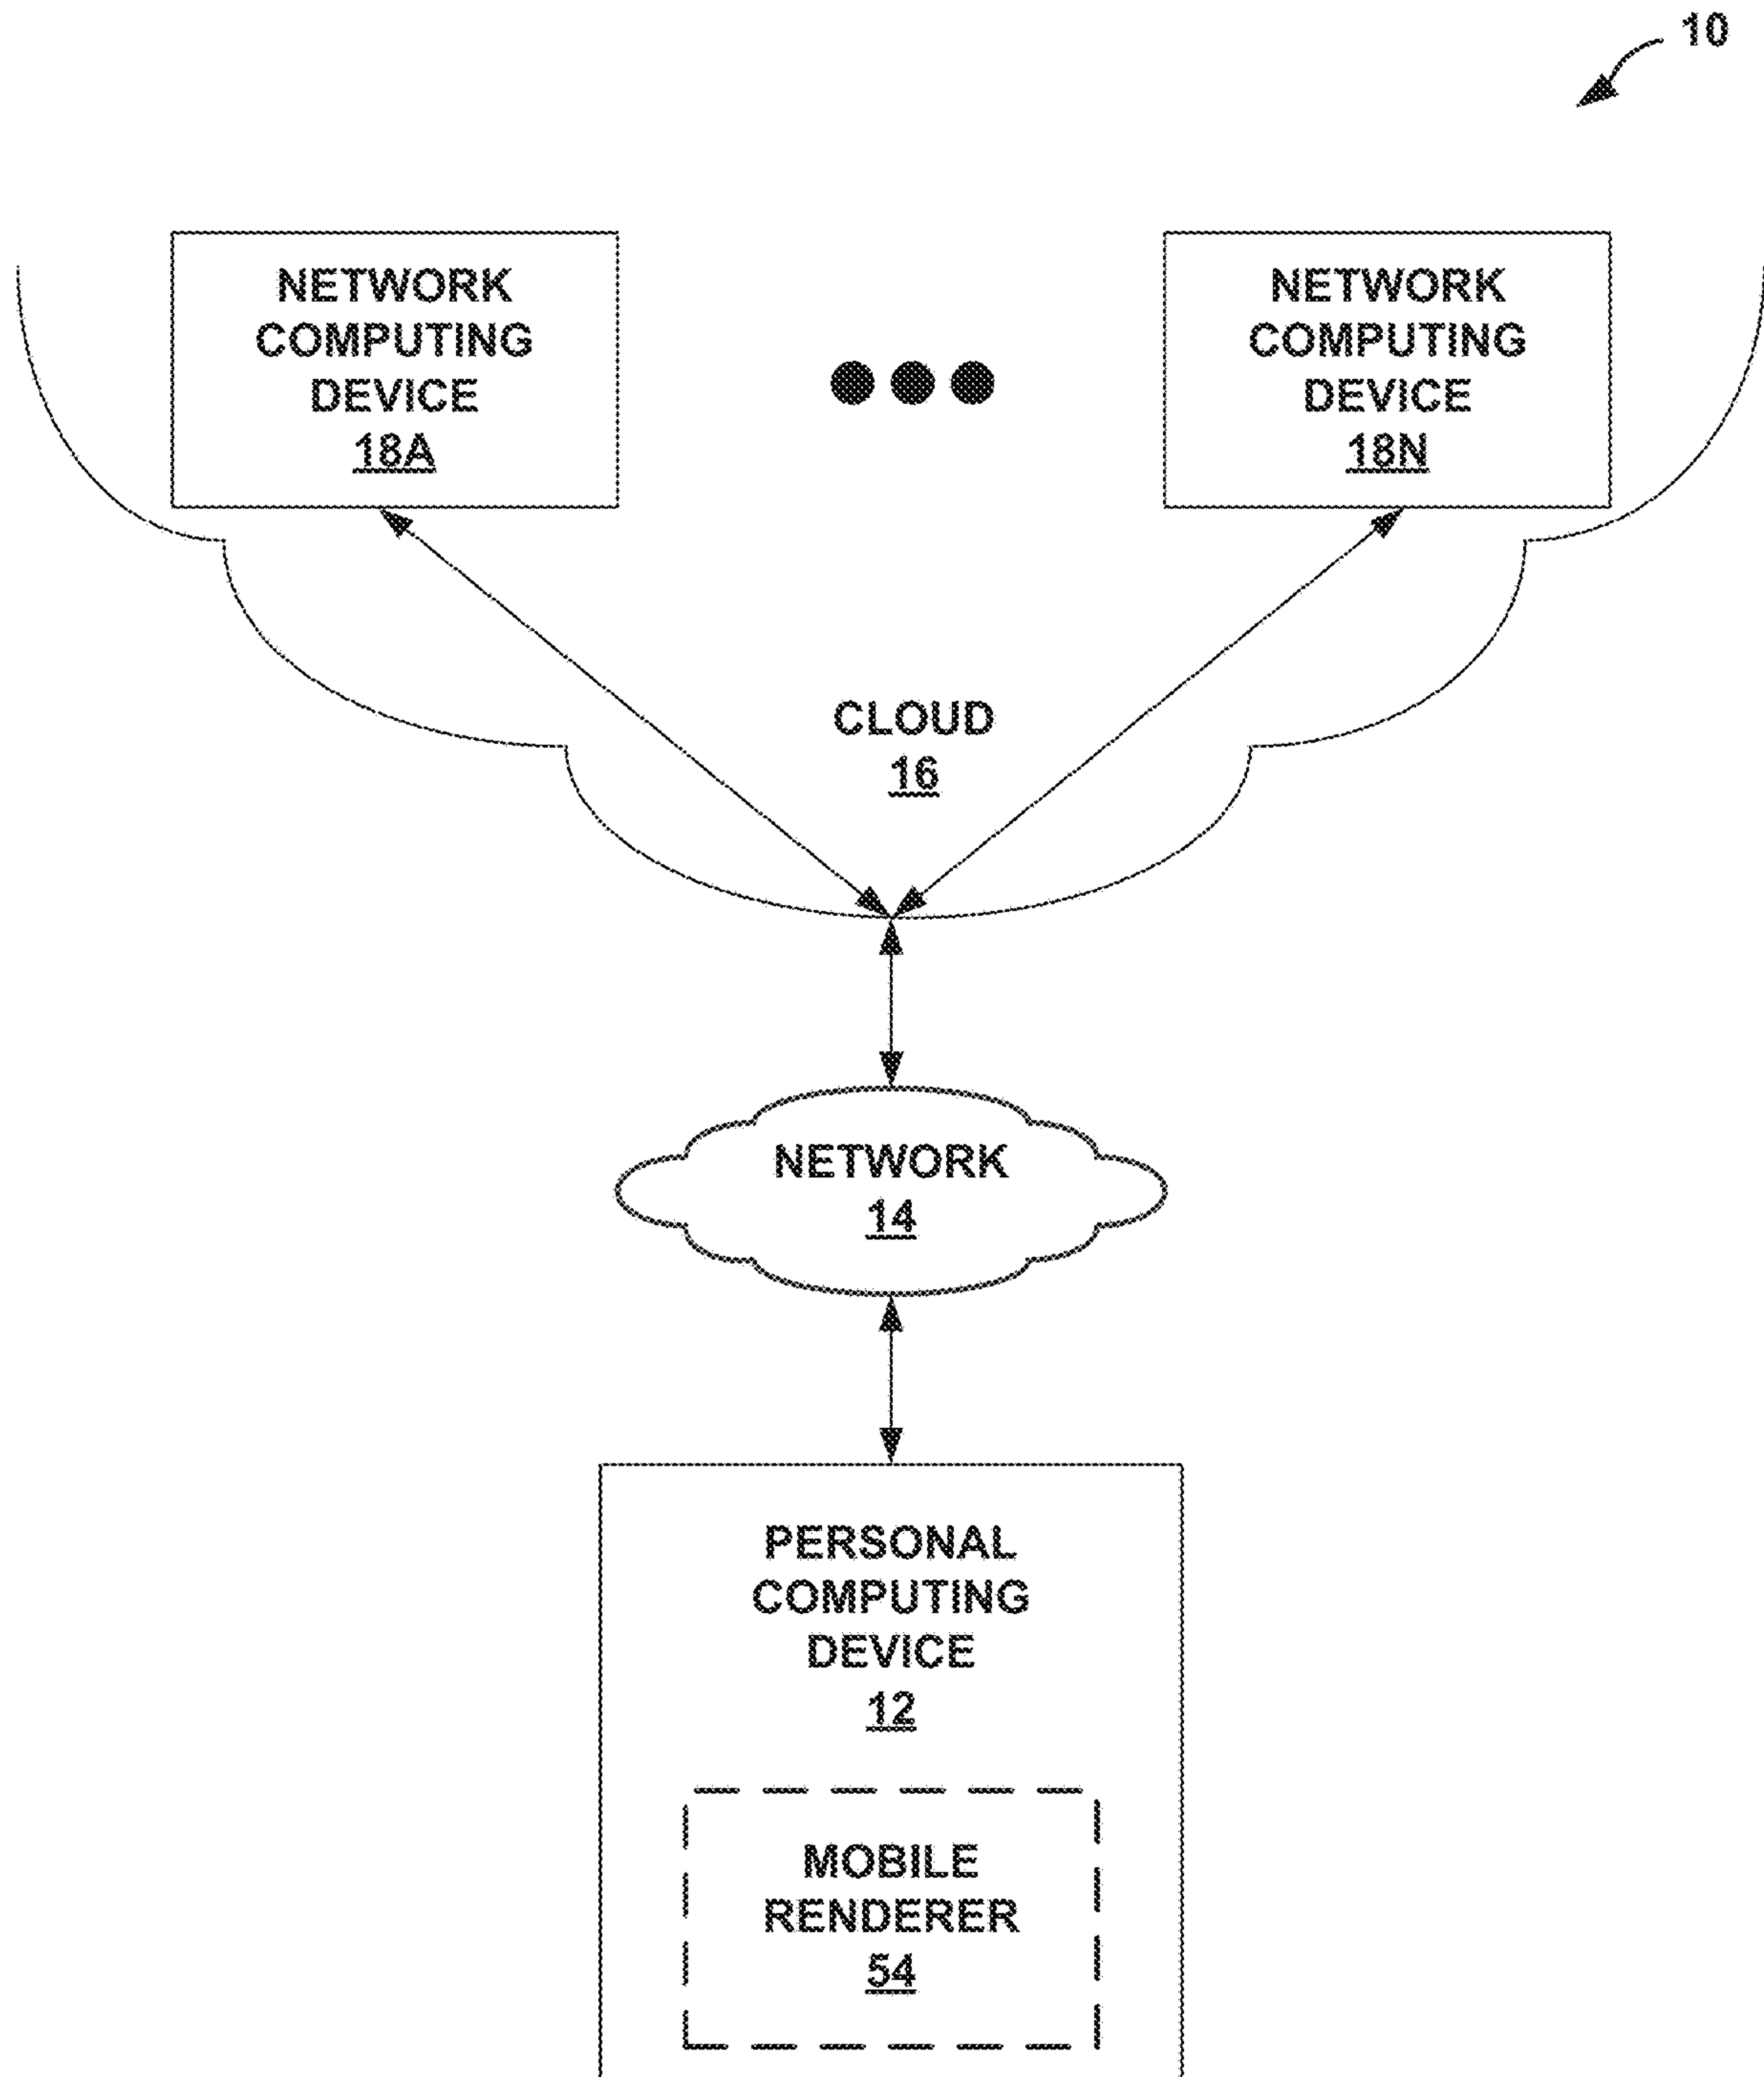 10
NETWORK
COMPUTING
DEVICE
18A
NETWORK
COMPUTING
DEVICE
18N
CLOUD
16
NETWORK
14
PERSONAL
COMPUTING
DEVICE
12
MOBILE
RENDERER
54